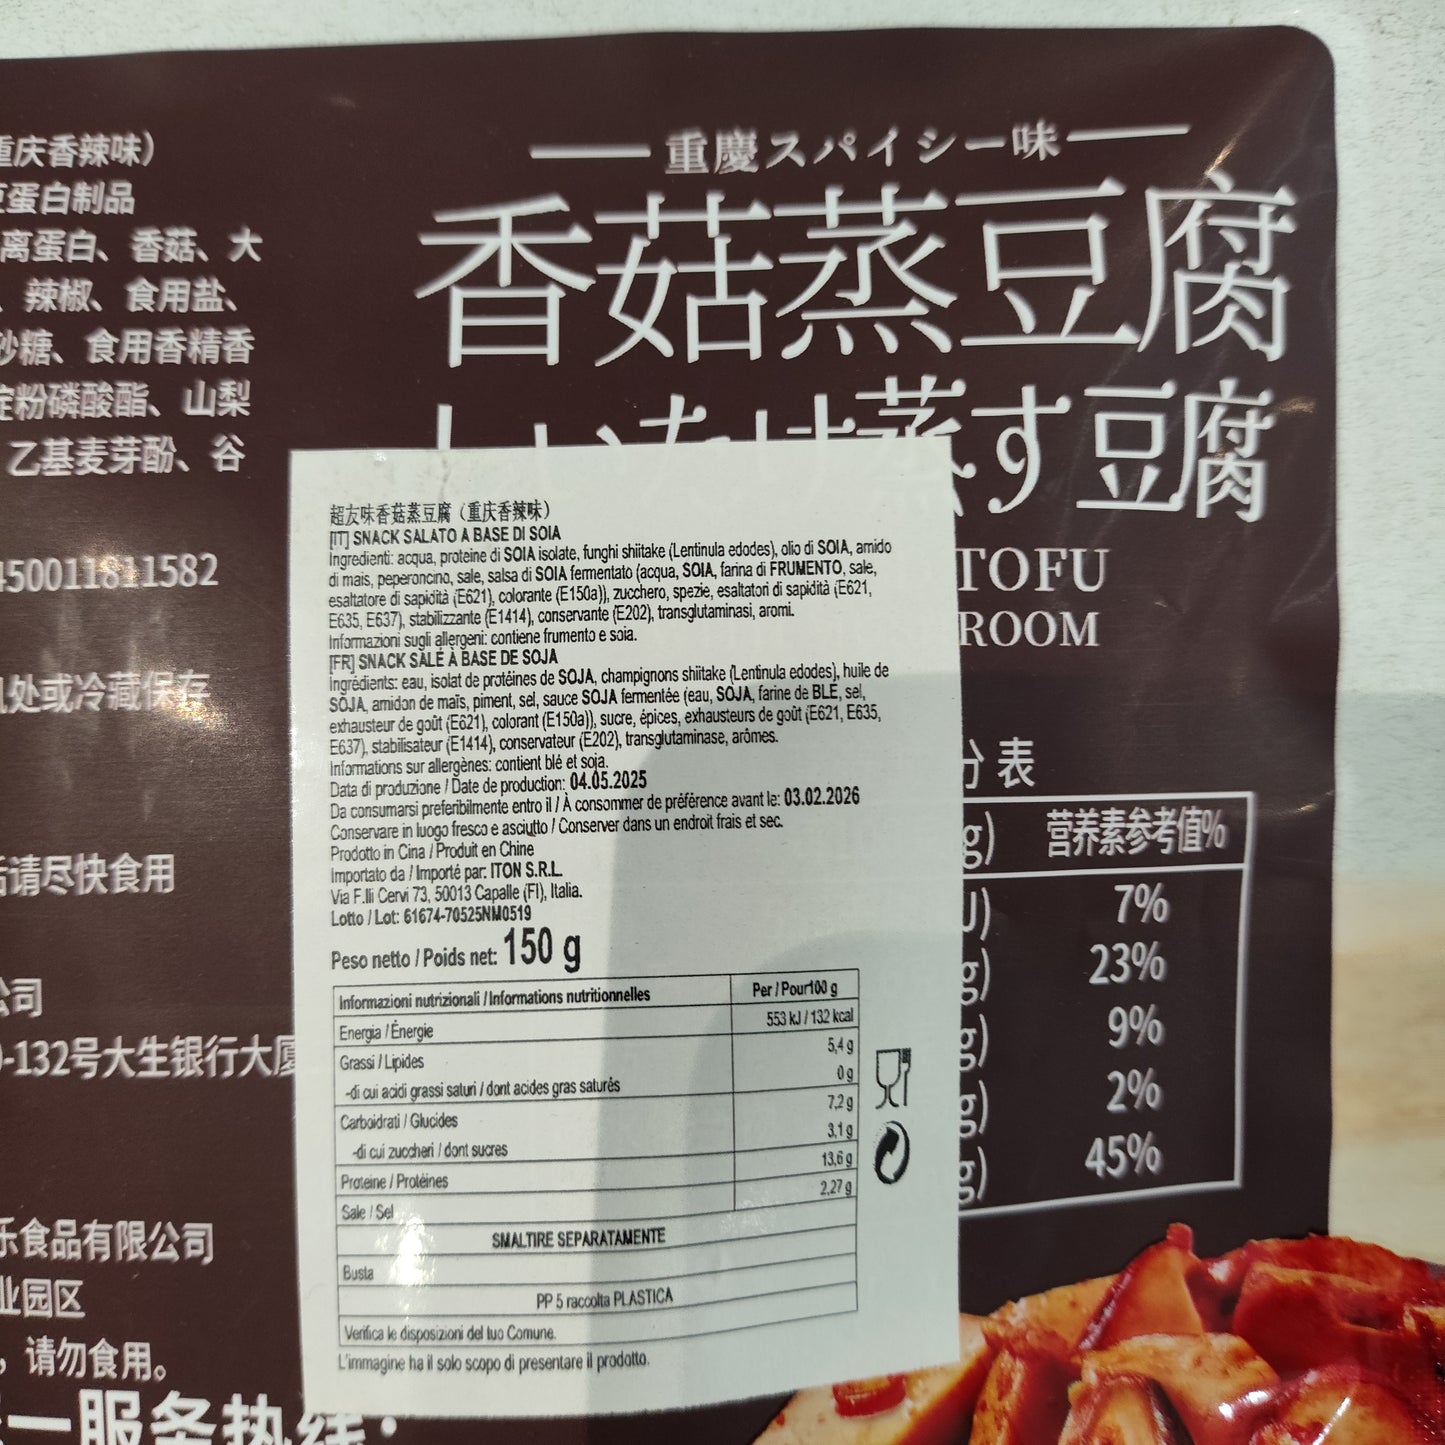 重庆香辣味）
豆蛋白制品
离蛋白、香菇、大
、辣椒、食用盐、
砂糖、食用香精香
淀粉磷酸酯、山梨
乙基麦芽酚、谷
450011811582
处或冷藏保存
后请尽快食用
公司
-132号大生银行大厦
乐食品有限公司
业园区
，请勿食用。
一服务热线：
重慶スパイシー味
香菇蒸豆腐
しいたけ蒸す豆腐
TOFU
ROOM
分表
g) 营养素参考值%
J) 7%
g) 23%
g) 9%
g) 2%
g) 45%
超友味香菇蒸豆腐（重庆香辣味）
[IT] SNACK SALATO A BASE DI SOIA
Ingredienti: acqua, proteine di SOIA isolate, funghi shiitake (Lentinula edodes), olio di SOIA, amido
di mais, peperoncino, sale, salsa di SOIA fermentato (acqua, SOIA, farina di FRUMENTO, sale,
esaltatore di sapidità (E621), colorante (E150a)), zucchero, spezie, esaltatori di sapidità (E621,
E635, E637), stabilizzante (E1414), conservante (E202), transglutaminasi, aromi.
Informazioni sugli allergeni: contiene frumento e soia.
[FR] SNACK SALÉ À BASE DE SOJA
Ingrédients: eau, isolat de protéines de SOJA, champignons shiitake (Lentinula edodes), huile de
SOJA, amidon de maïs, piment, sel, sauce SOJA fermentée (eau, SOJA, farine de BLE, sel,
exhausteur de goût (E621), colorant (E150a)), sucre, épices, exhausteurs de goût (E621, E635,
E637), stabilisateur (E1414), conservateur (E202), transglutaminase, arômes.
Informations sur allergènes: contient blé et soja.
Data di produzione / Date de production: 04.05.2025
Da consumarsi preferibilmente entro il / À consommer de préférence avant le: 03.02.2026
Conservare in luogo fresco e asciutto / Conserver dans un endroit frais et sec.
Prodotto in Cina / Produit en Chine
Importato da / Importé par: ITON S.R.L.
Via F.lli Cervi 73, 50013 Capalle (FI), Italia.
Lotto / Lot: 61674-70525NM0519
Peso netto / Poids net: 150 g
Informazioni nutrizionali / Informations nutritionnelles Per / Pour100 g
Energia / Énergie 553 kJ / 132 kcal
Grassi / Lipides 5,4 g
-di cui acidi grassi saturi / dont acides gras saturés 0 g
Carboidrati / Glucides 7,2 g
-di cui zuccheri / dont sucres 3,1 g
Proteine / Protéines 13,6 g
Sale / Sel 2,27 g
SMALTIRE SEPARATAMENTE
Busta
PP 5 raccolta PLASTICA
Verifica le disposizioni del tuo Comune.
L'immagine ha il solo scopo di presentare il prodotto.